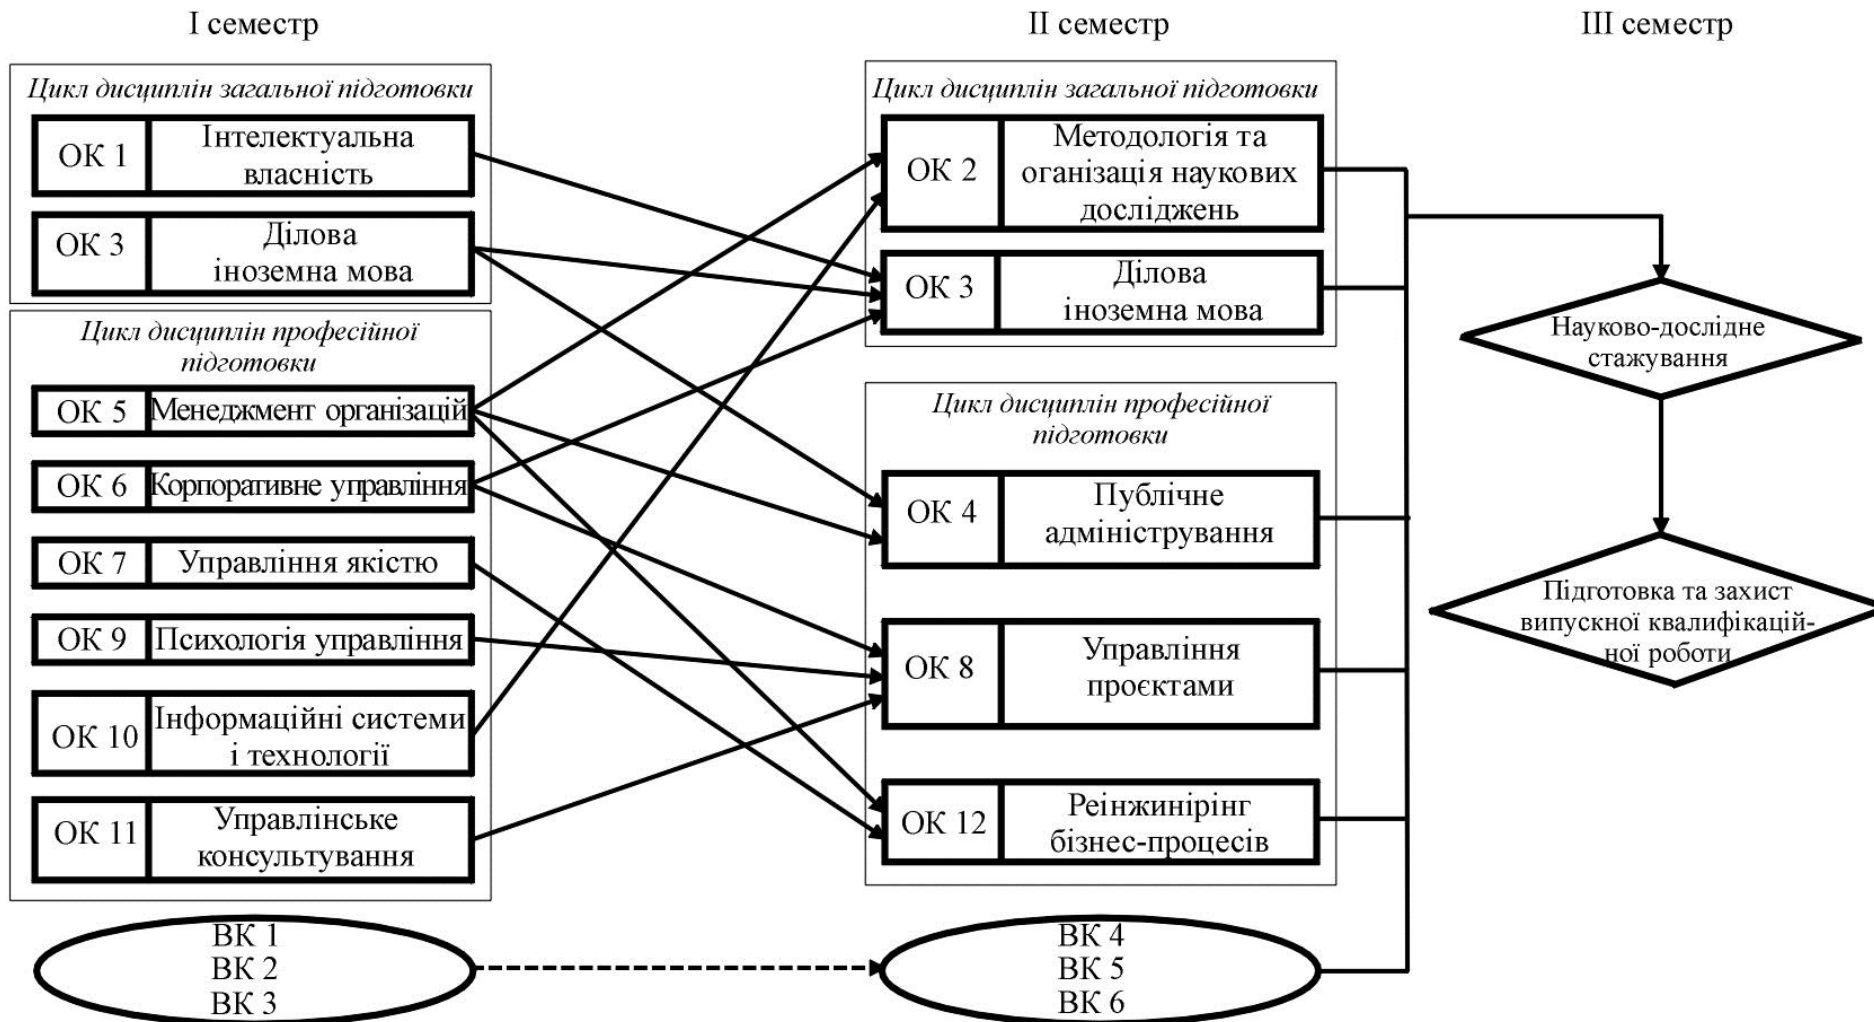 І семестр
ІІ семестр
ІІІ семестр
Цикл дисциплін загальної підготовки
ОК 1
Інтелектуальна
власність
ОК 3
Ділова
іноземна мова
Цикл дисциплін професійної
підготовки
ОК 5
Менеджмент організацій
ОК 6
Корпоративне управління
ОК 7
Управління якістю
ОК 9
Психологія управління
ОК 10
Інформаційні системи
і технології
ОК 11
Управлінське
консультування
ВК 1
ВК 2
ВК 3
Цикл дисциплін загальної підготовки
ОК 2
Методологія та
оганізація наукових
досліджень
ОК 3
Ділова
іноземна мова
Цикл дисциплін професійної
підготовки
ОК 4
Публічне
адміністрування
ОК 8
Управління
проєктами
ОК 12
Реінжинірінг
бізнес-процесів
ВК 4
ВК 5
ВК 6
Науково-дослідне
стажування
Підготовка та захист
випускної квалифікацій-
ної роботи